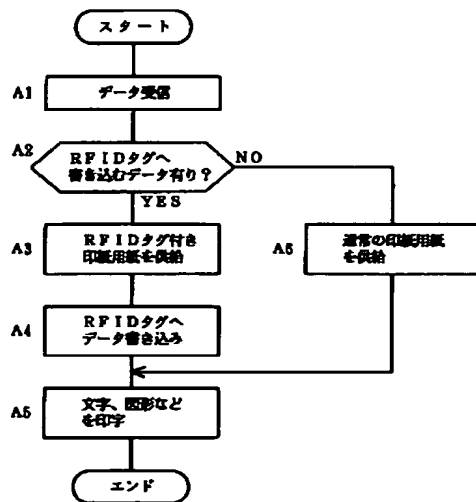 スタート
A1
データ受信
A2
RFIDタグへ
書き込むデータ有り?
NO
YES
A3
RFIDタグ付き
印紙用紙を供給
A6
通常の印紙用紙
を供給
A4
RFIDタグへ
データ書き込み
A5
文字、図形など
を印字
エンド